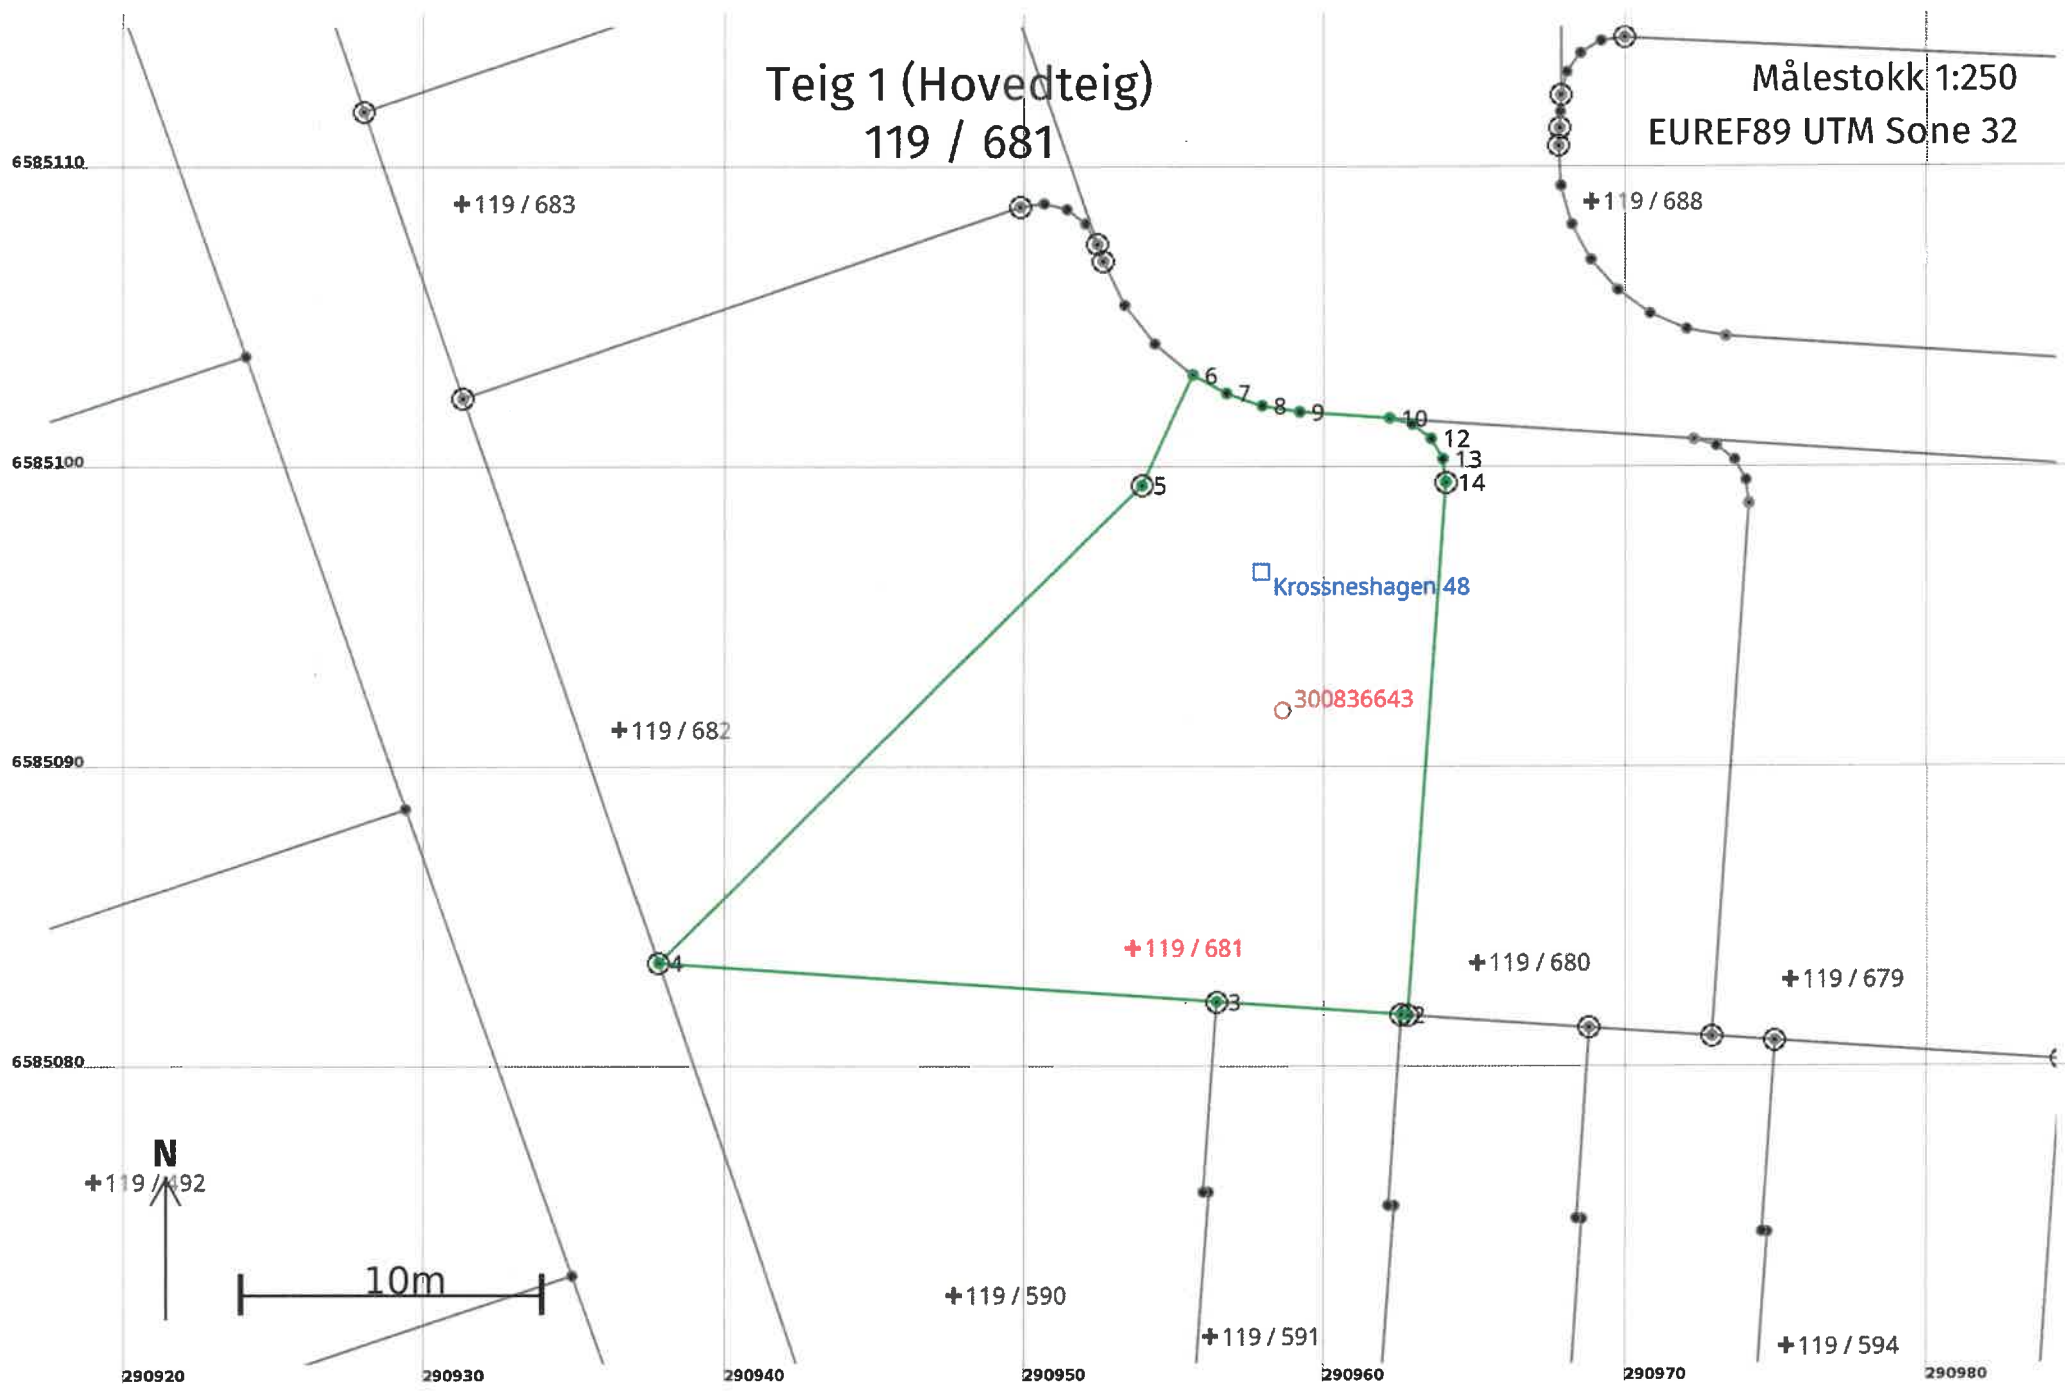 Teig 1 (Hovedteig)
119 / 681
Målestokk 1:250
EUREF89 UTM Sone 32
6585110
+119 / 683
+119 / 688
6
7
8
9
10
12
13
14
6585100
5
Krossneshagen 48
300836643
+119 / 682
6585090
+119 / 681
4
+119 / 680
+119 / 679
3
2
6585080
N
+119 / 492
10m
+119 / 590
+119 / 591
+119 / 594
290920
290930
290940
290950
290960
290970
290980